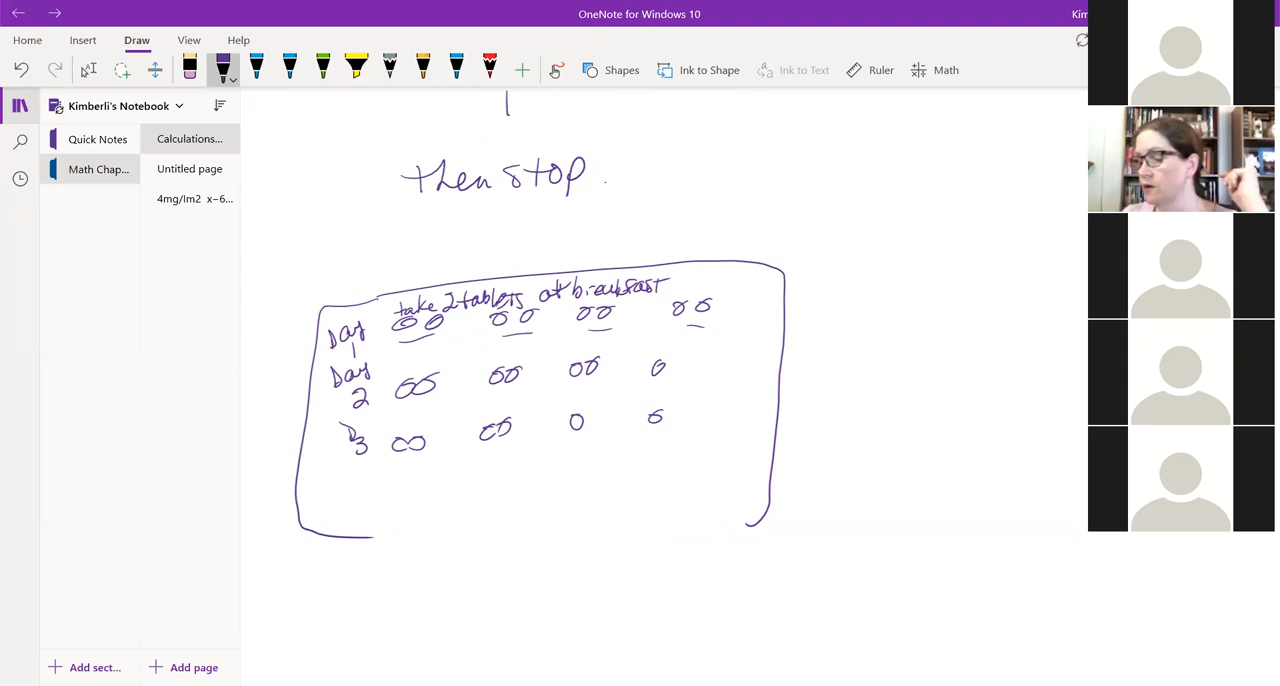 OneNote for Windows 10
Kim
Home Insert Draw View Help
Shapes Ink to Shape Ink to Text Ruler Math
Kimberli's Notebook
Quick Notes
Math Chap...
Calculations...
Untitled page
4mg/lm2 x-6...
Add sect...
Add page
then stop
take 2 tablets at breakfast
Day
1
Day
2
D
3